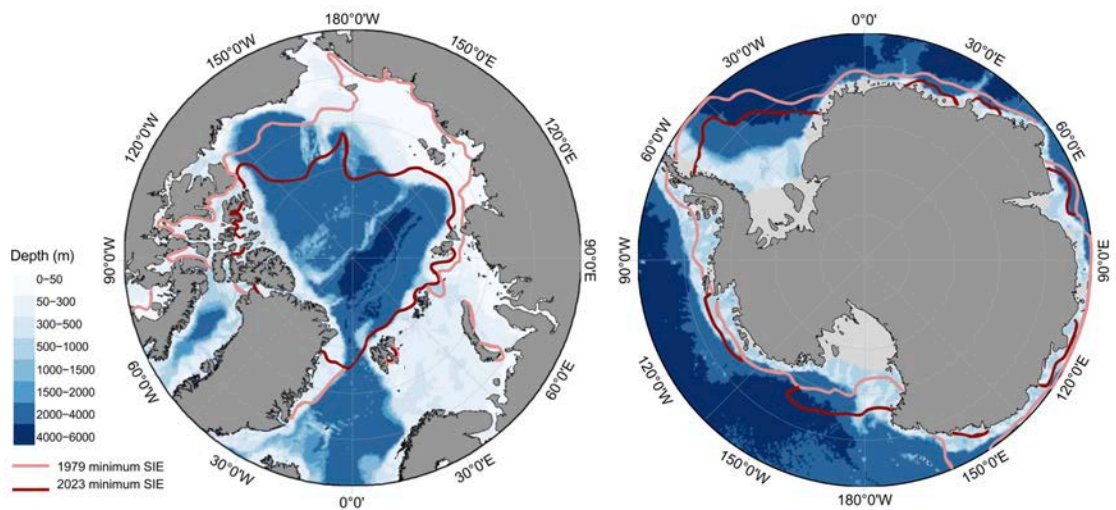 180°0'W
150°0'W
150°0'E
120°0'W
120°0'E
90°0'W
90°0'E
60°0'E
30°0'W
30°0'E
0°0'
Depth (m)
0–50
50–300
300–500
500–1000
1000–1500
1500–2000
2000–4000
4000–6000
1979 minimum SIE
2023 minimum SIE
0°0'
30°0'W
30°0'E
60°0'W
60°0'E
90°0'W
90°0'E
120°0'W
120°0'E
150°0'W
150°0'E
180°0'W